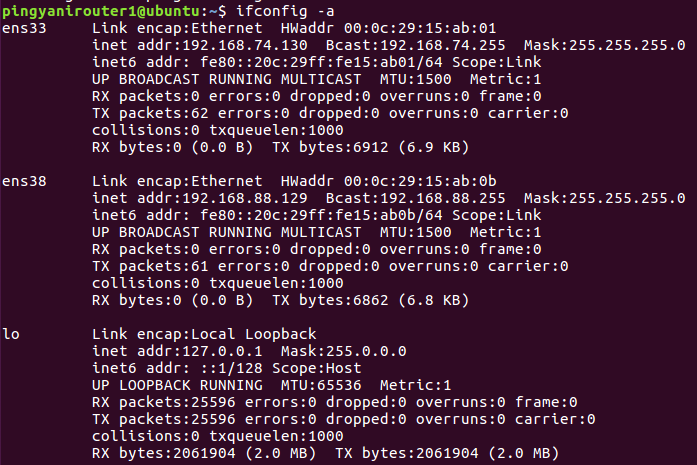 pingyanirouter1@ubuntu:~$ ifconfig -a
ens33     Link encap:Ethernet  HWaddr 00:0c:29:15:ab:01
          inet addr:192.168.74.130  Bcast:192.168.74.255  Mask:255.255.255.0
          inet6 addr: fe80::20c:29ff:fe15:ab01/64 Scope:Link
          UP BROADCAST RUNNING MULTICAST  MTU:1500  Metric:1
          RX packets:0 errors:0 dropped:0 overruns:0 frame:0
          TX packets:62 errors:0 dropped:0 overruns:0 carrier:0
          collisions:0 txqueuelen:1000
          RX bytes:0 (0.0 B)  TX bytes:6912 (6.9 KB)

ens38     Link encap:Ethernet  HWaddr 00:0c:29:15:ab:0b
          inet addr:192.168.88.129  Bcast:192.168.88.255  Mask:255.255.255.0
          inet6 addr: fe80::20c:29ff:fe15:ab0b/64 Scope:Link
          UP BROADCAST RUNNING MULTICAST  MTU:1500  Metric:1
          RX packets:0 errors:0 dropped:0 overruns:0 frame:0
          TX packets:61 errors:0 dropped:0 overruns:0 carrier:0
          collisions:0 txqueuelen:1000
          RX bytes:0 (0.0 B)  TX bytes:6862 (6.8 KB)

lo        Link encap:Local Loopback
          inet addr:127.0.0.1  Mask:255.0.0.0
          inet6 addr: ::1/128 Scope:Host
          UP LOOPBACK RUNNING  MTU:65536  Metric:1
          RX packets:25596 errors:0 dropped:0 overruns:0 frame:0
          TX packets:25596 errors:0 dropped:0 overruns:0 carrier:0
          collisions:0 txqueuelen:1000
          RX bytes:2061904 (2.0 MB)  TX bytes:2061904 (2.0 MB)